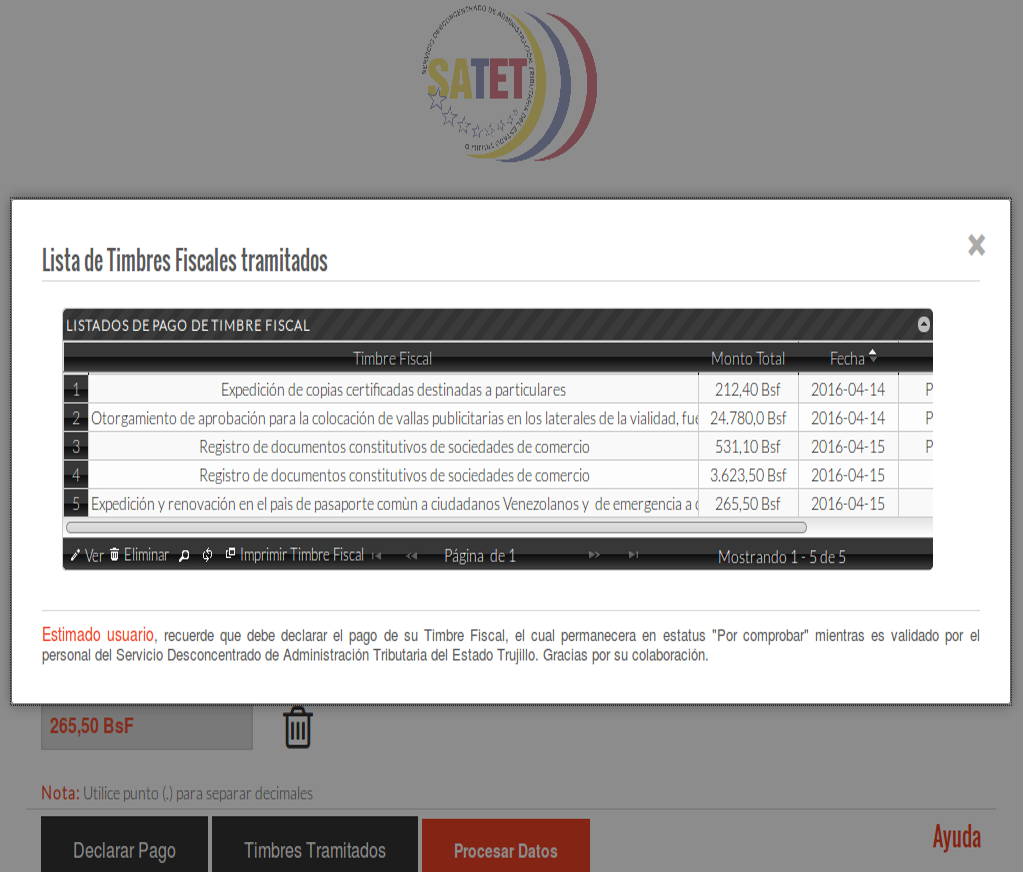 SERVICIO DESCONCENTRADO DE ADMINISTRACIÓN TRIBUTARIA DEL ESTADO TRUJILLO
SATET
Lista de Timbres Fiscales tramitados
×
LISTADOS DE PAGO DE TIMBRE FISCAL
Timbre Fiscal Monto Total Fecha
1 Expedición de copias certificadas destinadas a particulares 212,40 Bsf 2016-04-14 P
2 Otorgamiento de aprobación para la colocación de vallas publicitarias en los laterales de la vialidad, fue 24.780,0 Bsf 2016-04-14 P
3 Registro de documentos constitutivos de sociedades de comercio 531,10 Bsf 2016-04-15 P
4 Registro de documentos constitutivos de sociedades de comercio 3.623,50 Bsf 2016-04-15
5 Expedición y renovación en el pais de pasaporte comùn a ciudadanos Venezolanos y de emergencia a c 265,50 Bsf 2016-04-15
Ver Eliminar Imprimir Timbre Fiscal Página de 1 Mostrando 1 - 5 de 5
Estimado usuario, recuerde que debe declarar el pago de su Timbre Fiscal, el cual permanecera en estatus "Por comprobar" mientras es validado por el
personal del Servicio Desconcentrado de Administración Tributaria del Estado Trujillo. Gracias por su colaboración.
265,50 BsF
Nota: Utilice punto (.) para separar decimales
Declarar Pago Timbres Tramitados Procesar Datos Ayuda